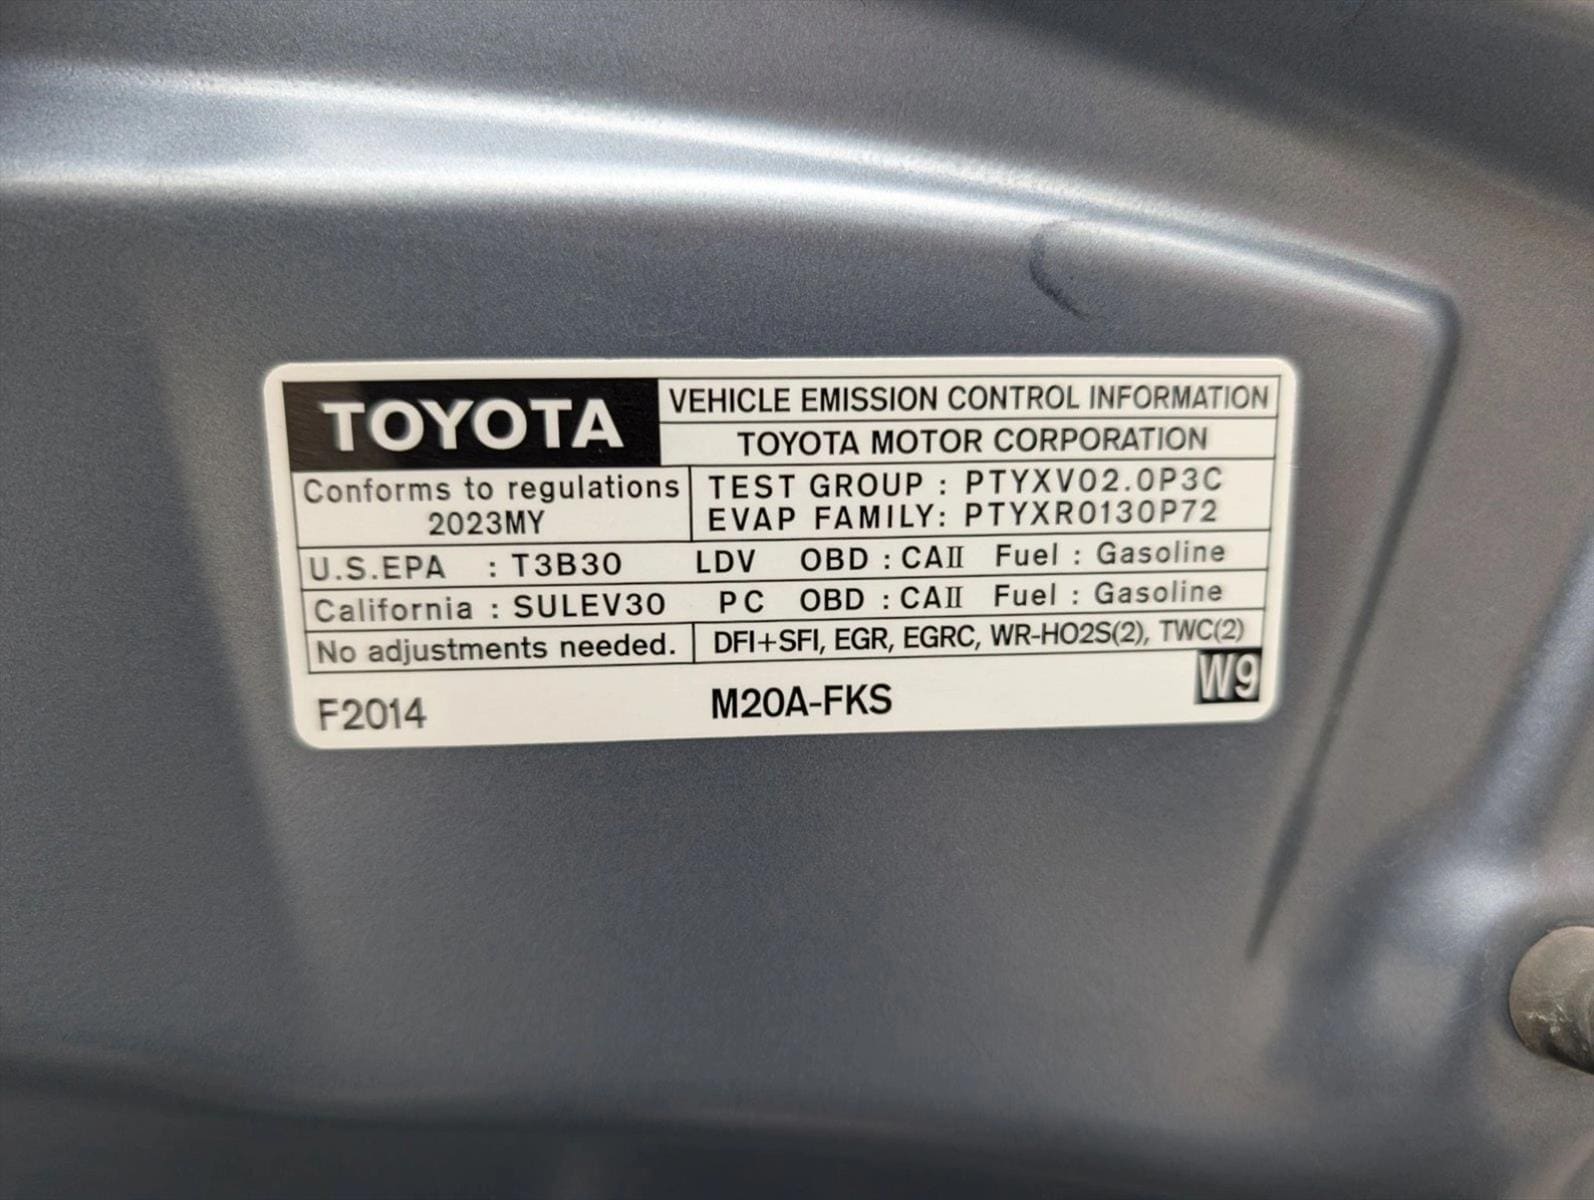 TOYOTA
VEHICLE EMISSION CONTROL INFORMATION
TOYOTA MOTOR CORPORATION
Conforms to regulations
2023MY
TEST GROUP : PTYXV02.0P3C
EVAP FAMILY: PTYXR0130P72
U.S.EPA : T3B30 LDV OBD : CAII Fuel : Gasoline
California : SULEV30 PC OBD : CAII Fuel : Gasoline
No adjustments needed. DFI+SFI, EGR, EGRC, WR-HO2S(2), TWC(2)
F2014 M20A-FKS W9